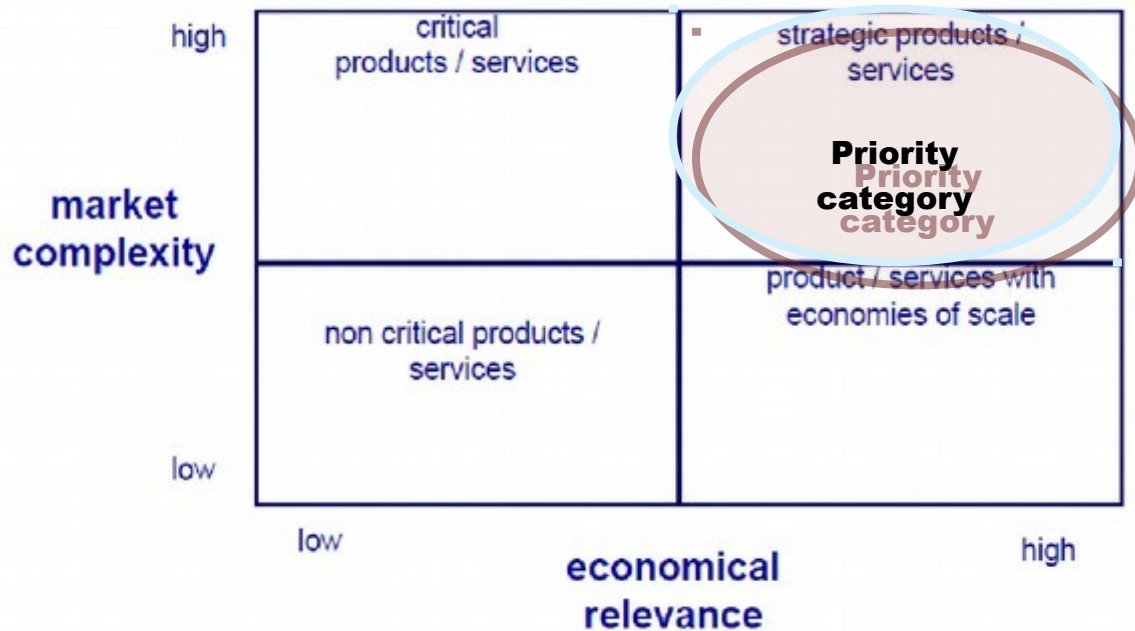 high
critical
products / services
strategic products /
services
Priority
category
Priority
category
market
complexity
product / services with
economies of scale
non critical products /
services
low
low
high
economical
relevance